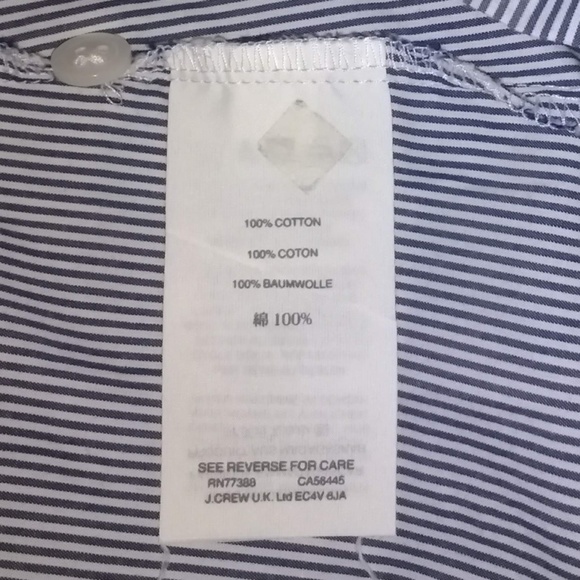 100% COTTON
100% COTON
100% BAUMWOLLE
綿 100%
SEE REVERSE FOR CARE
RN77388 CA56445
J.CREW U.K. Ltd EC4V 6JA